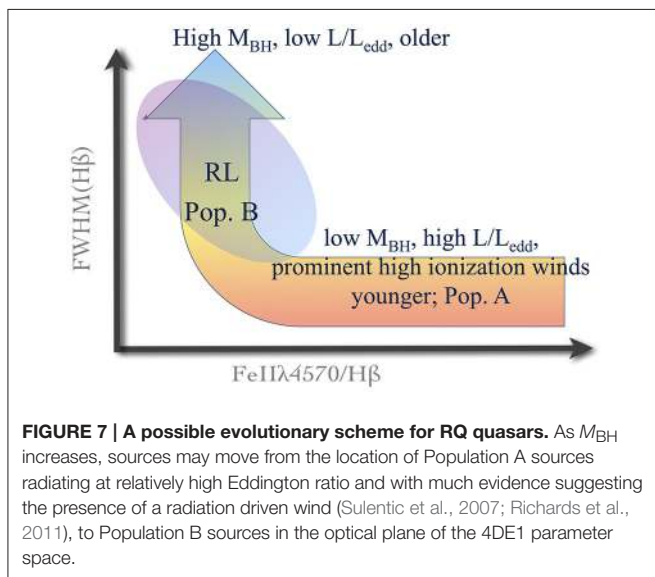 High M_BH, low L/L_edd, older
FWHM(Hβ)
RL
Pop. B
low M_BH, high L/L_edd,
prominent high ionization winds
younger; Pop. A
FeIIλ4570/Hβ
FIGURE 7 | A possible evolutionary scheme for RQ quasars. As M_BH
increases, sources may move from the location of Population A sources
radiating at relatively high Eddington ratio and with much evidence suggesting
the presence of a radiation driven wind (Sulentic et al., 2007; Richards et al.,
2011), to Population B sources in the optical plane of the 4DE1 parameter
space.